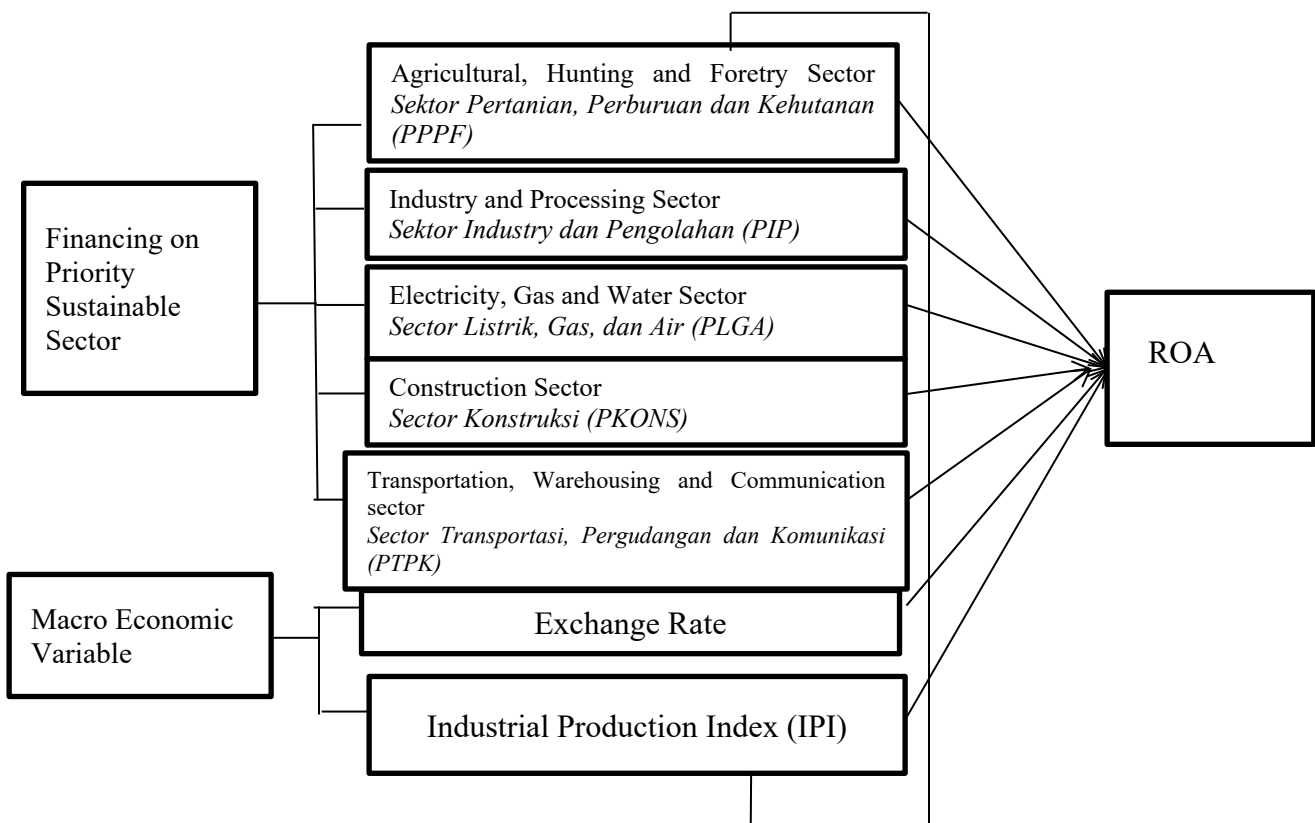 Agricultural, Hunting and Foretry Sector
Sektor Pertanian, Perburuan dan Kehutanan
(PPPF)
Industry and Processing Sector
Sektor Industry dan Pengolahan (PIP)
Financing on
Priority
Sustainable
Sector
Electricity, Gas and Water Sector
Sector Listrik, Gas, dan Air (PLGA)
Construction Sector
Sector Konstruksi (PKONS)
Transportation, Warehousing and Communication
sector
Sector Transportasi, Pergudangan dan Komunikasi
(PTPK)
Macro Economic
Variable
Exchange Rate
Industrial Production Index (IPI)
ROA